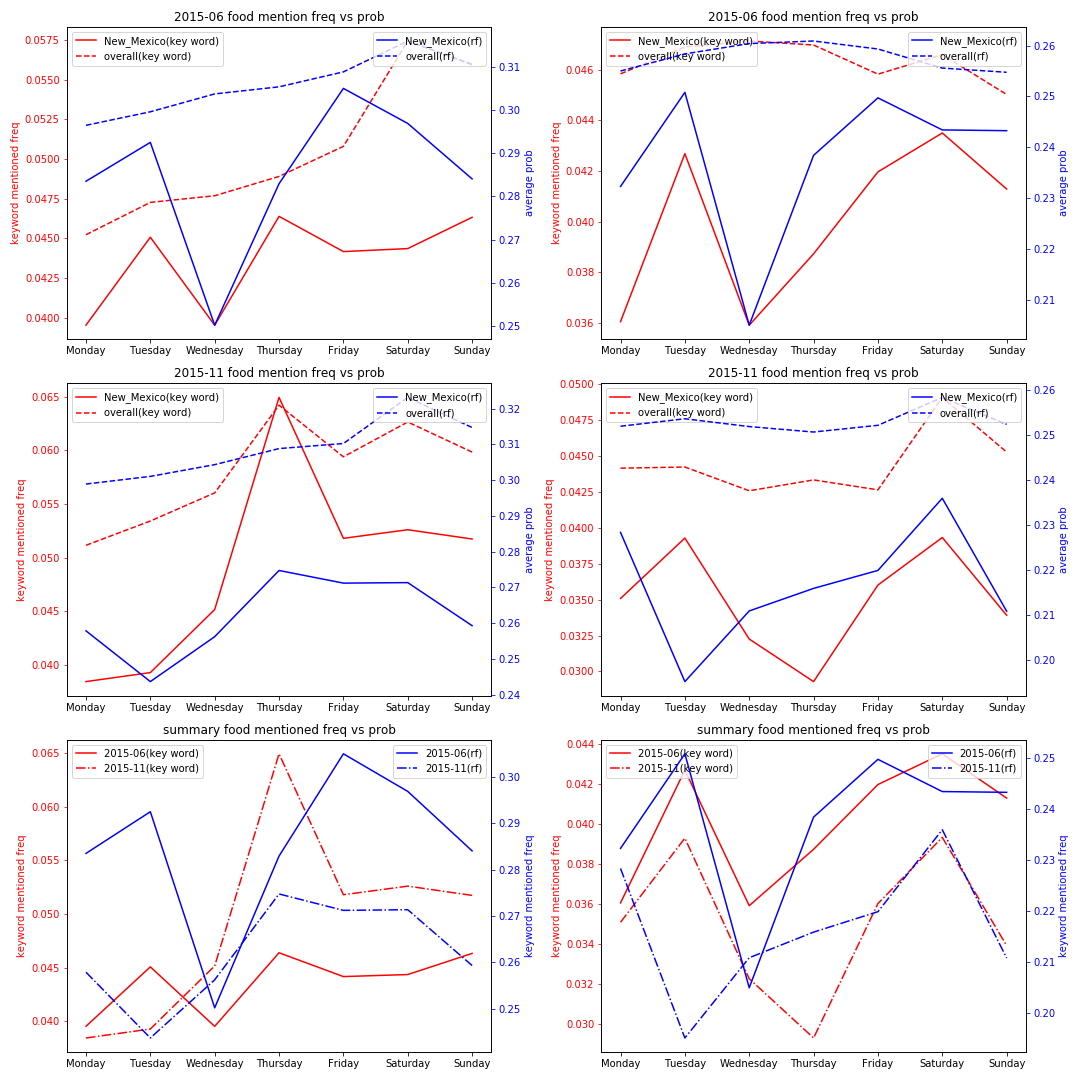 2015-06 food mention freq vs prob
New_Mexico(key word)
overall(key word)
New_Mexico(rf)
overall(rf)
keyword mentioned freq
0.0575
0.0550
0.0525
0.0500
0.0475
0.0450
0.0425
0.0400
average prob
0.31
0.30
0.29
0.28
0.27
0.26
0.25
Monday Tuesday Wednesday Thursday Friday Saturday Sunday
2015-06 food mention freq vs prob
New_Mexico(key word)
overall(key word)
New_Mexico(rf)
overall(rf)
keyword mentioned freq
0.046
0.044
0.042
0.040
0.038
0.036
average prob
0.26
0.25
0.24
0.23
0.22
0.21
Monday Tuesday Wednesday Thursday Friday Saturday Sunday
2015-11 food mention freq vs prob
New_Mexico(key word)
overall(key word)
New_Mexico(rf)
overall(rf)
keyword mentioned freq
0.065
0.060
0.055
0.050
0.045
0.040
average prob
0.32
0.31
0.30
0.29
0.28
0.27
0.26
0.25
0.24
Monday Tuesday Wednesday Thursday Friday Saturday Sunday
2015-11 food mention freq vs prob
New_Mexico(key word)
overall(key word)
New_Mexico(rf)
overall(rf)
keyword mentioned freq
0.0500
0.0475
0.0450
0.0425
0.0400
0.0375
0.0350
0.0325
0.0300
average prob
0.26
0.25
0.24
0.23
0.22
0.21
0.20
Monday Tuesday Wednesday Thursday Friday Saturday Sunday
summary food mentioned freq vs prob
2015-06(key word)
2015-11(key word)
2015-06(rf)
2015-11(rf)
keyword mentioned freq
0.065
0.060
0.055
0.050
0.045
0.040
keyword mentioned freq
0.30
0.29
0.28
0.27
0.26
0.25
Monday Tuesday Wednesday Thursday Friday Saturday Sunday
summary food mentioned freq vs prob
2015-06(key word)
2015-11(key word)
2015-06(rf)
2015-11(rf)
keyword mentioned freq
0.044
0.042
0.040
0.038
0.036
0.034
0.032
0.030
keyword mentioned freq
0.25
0.24
0.23
0.22
0.21
0.20
Monday Tuesday Wednesday Thursday Friday Saturday Sunday